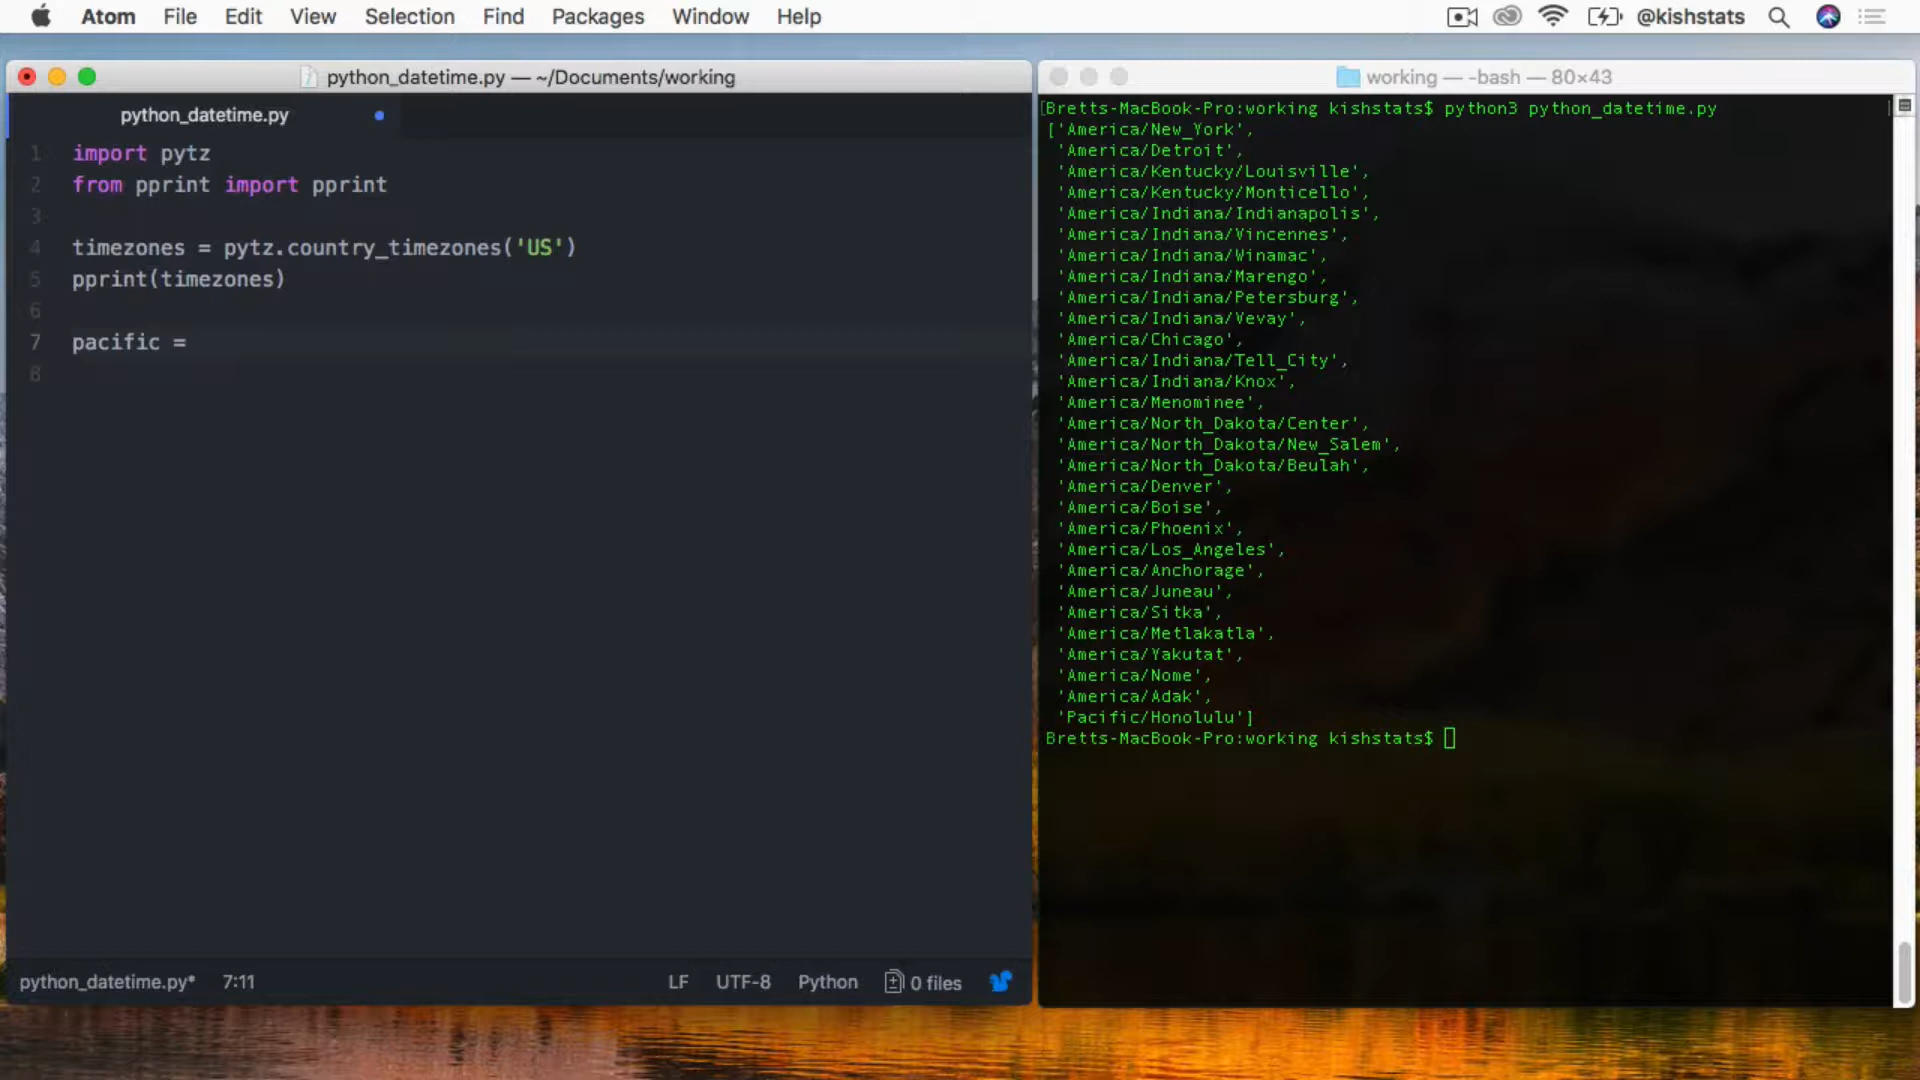 Atom File Edit View Selection Find Packages Window Help @kishstats
python_datetime.py — ~/Documents/working
python_datetime.py
1 import pytz
2 from pprint import pprint
3
4 timezones = pytz.country_timezones('US')
5 pprint(timezones)
6
7 pacific =
8
python_datetime.py* 7:11 LF UTF-8 Python 0 files
working — -bash — 80×43
[Bretts-MacBook-Pro:working kishstats$ python3 python_datetime.py ]
['America/New_York',
'America/Detroit',
'America/Kentucky/Louisville',
'America/Kentucky/Monticello',
'America/Indiana/Indianapolis',
'America/Indiana/Vincennes',
'America/Indiana/Winamac',
'America/Indiana/Marengo',
'America/Indiana/Petersburg',
'America/Indiana/Vevay',
'America/Chicago',
'America/Indiana/Tell_City',
'America/Indiana/Knox',
'America/Menominee',
'America/North_Dakota/Center',
'America/North_Dakota/New_Salem',
'America/North_Dakota/Beulah',
'America/Denver',
'America/Boise',
'America/Phoenix',
'America/Los_Angeles',
'America/Anchorage',
'America/Juneau',
'America/Sitka',
'America/Metlakatla',
'America/Yakutat',
'America/Nome',
'America/Adak',
'Pacific/Honolulu']
Bretts-MacBook-Pro:working kishstats$